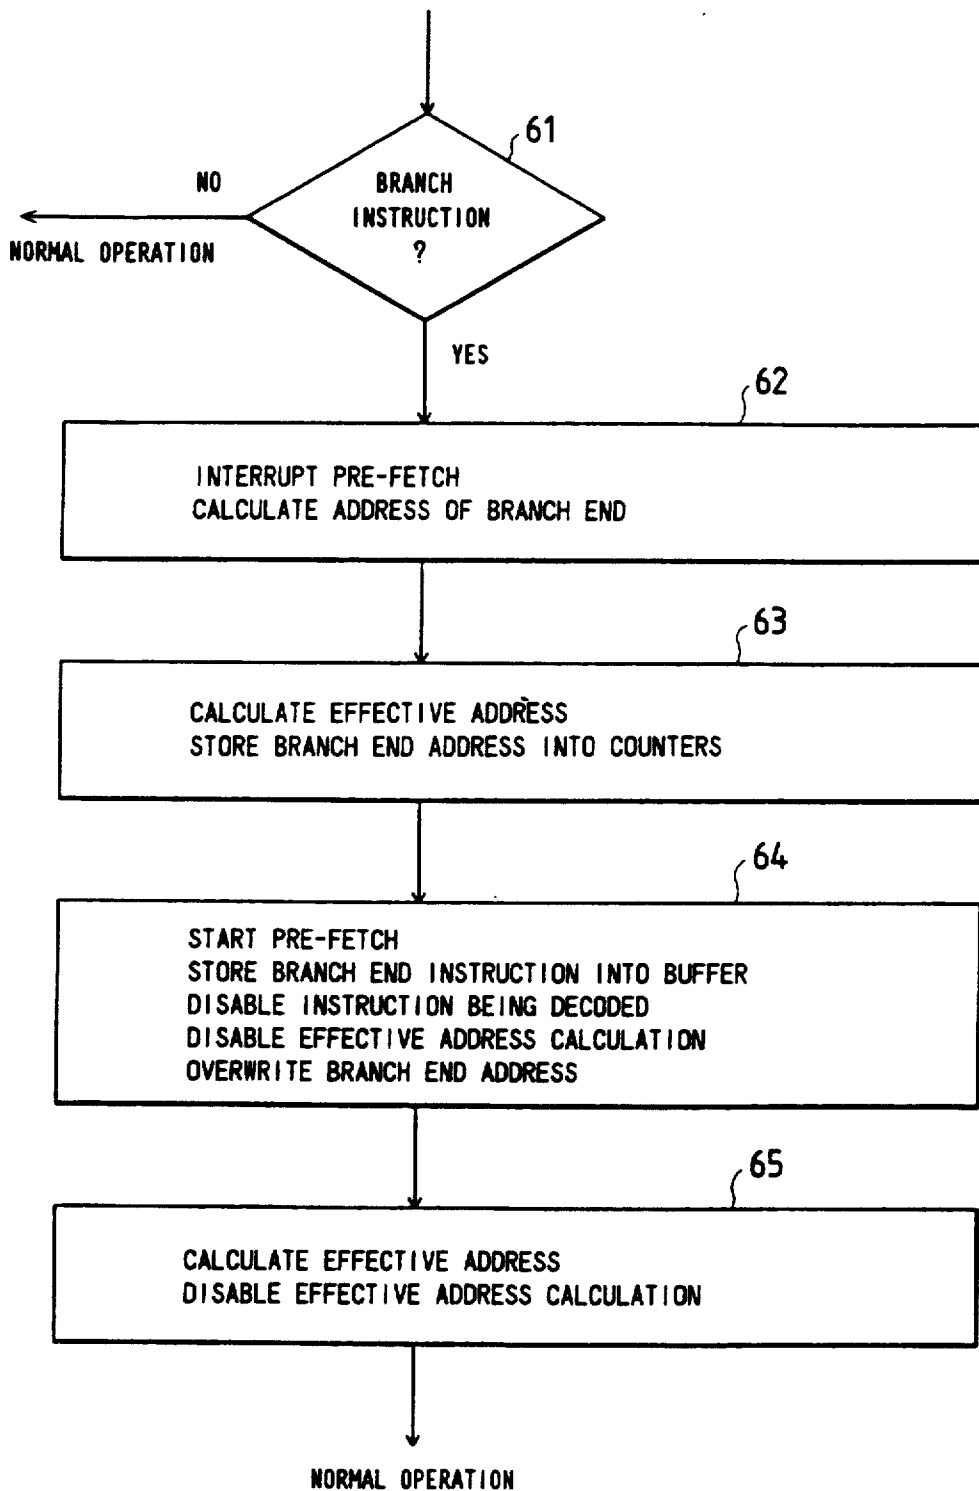 61
NO
BRANCH
INSTRUCTION
?
NORMAL OPERATION
YES
62
INTERRUPT PRE-FETCH
CALCULATE ADDRESS OF BRANCH END
63
CALCULATE EFFECTIVE ADDRESS
STORE BRANCH END ADDRESS INTO COUNTERS
64
START PRE-FETCH
STORE BRANCH END INSTRUCTION INTO BUFFER
DISABLE INSTRUCTION BEING DECODED
DISABLE EFFECTIVE ADDRESS CALCULATION
OVERWRITE BRANCH END ADDRESS
65
CALCULATE EFFECTIVE ADDRESS
DISABLE EFFECTIVE ADDRESS CALCULATION
NORMAL OPERATION